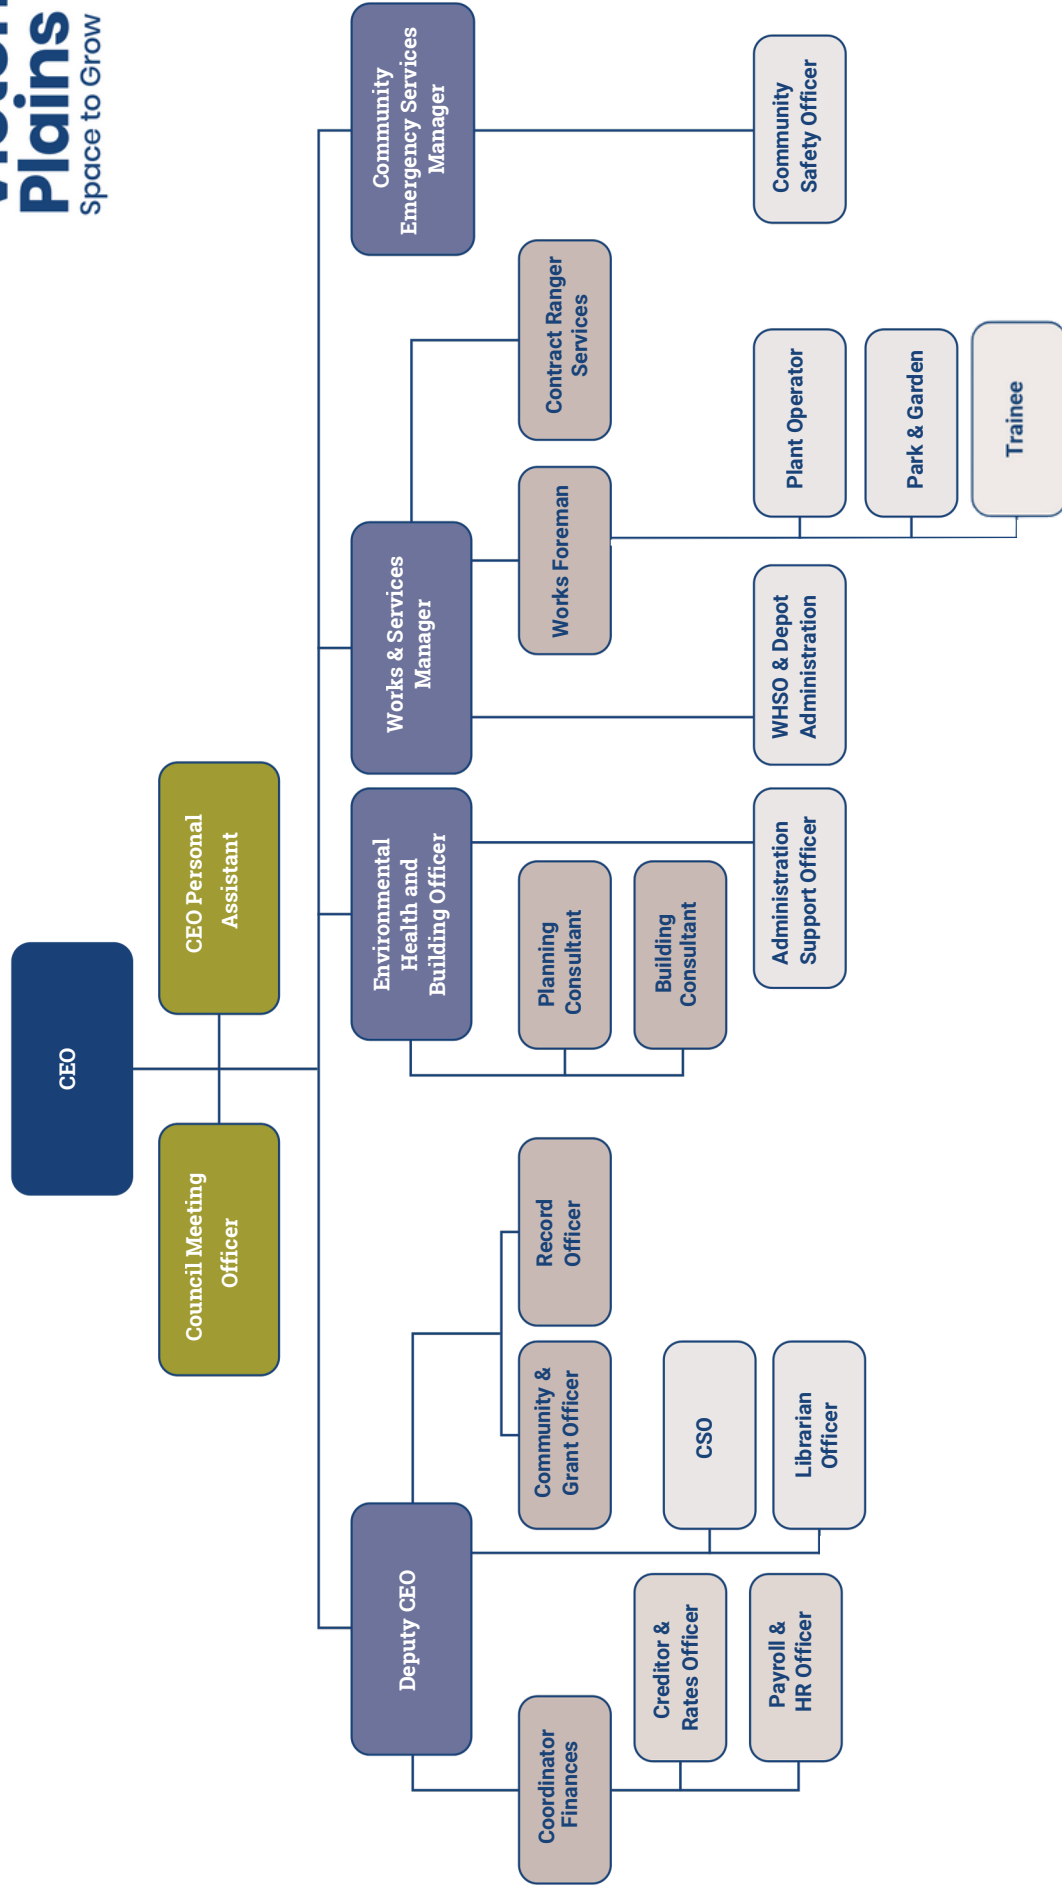 Plains
Space to Grow
CEO
Council Meeting
Officer
CEO Personal
Assistant
Deputy CEO
Environmental
Health and
Building Officer
Works & Services
Manager
Community
Emergency Services
Manager
Coordinator
Finances
Community &
Grant Officer
Record
Officer
Planning
Consultant
Works Foreman
Contract Ranger
Services
Creditor &
Rates Officer
CSO
Building
Consultant
Payroll &
HR Officer
Librarian
Officer
Administration
Support Officer
WHSO & Depot
Administration
Plant Operator
Community
Safety Officer
Park & Garden
Trainee